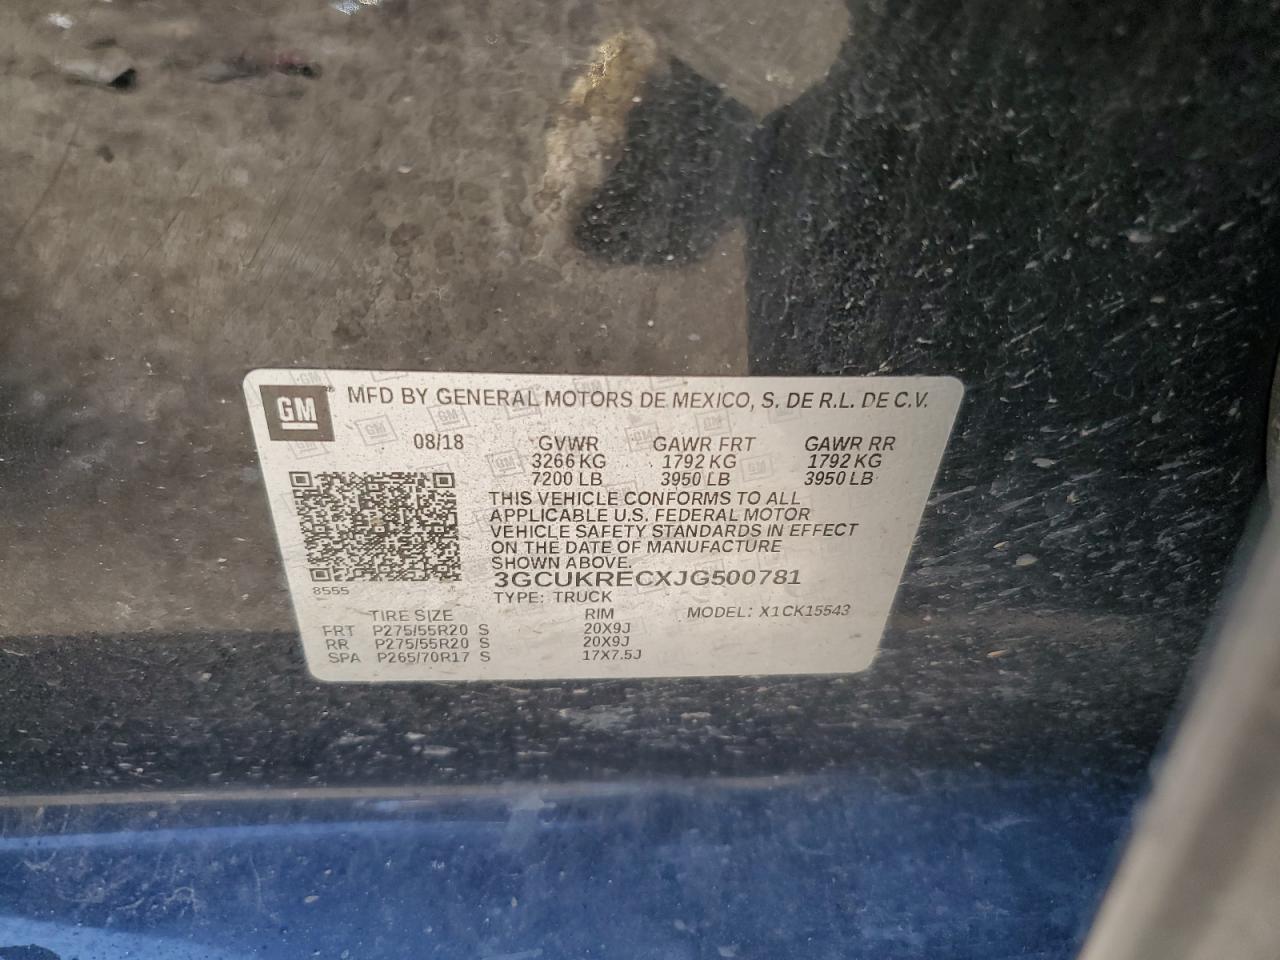 GM
MFD BY GENERAL MOTORS DE MEXICO, S. DE R.L. DE C.V.
08/18 GVWR GAWR FRT GAWR RR
3266 KG 1792 KG 1792 KG
7200 LB 3950 LB 3950 LB
THIS VEHICLE CONFORMS TO ALL
APPLICABLE U.S. FEDERAL MOTOR
VEHICLE SAFETY STANDARDS IN EFFECT
ON THE DATE OF MANUFACTURE
SHOWN ABOVE.
3GCUKRECXJG500781
8555
TYPE: TRUCK
TIRE SIZE RIM MODEL: X1CK15543
FRT P275/55R20 S 20X9J
RR P275/55R20 S 20X9J
SPA P265/70R17 S 17X7.5J